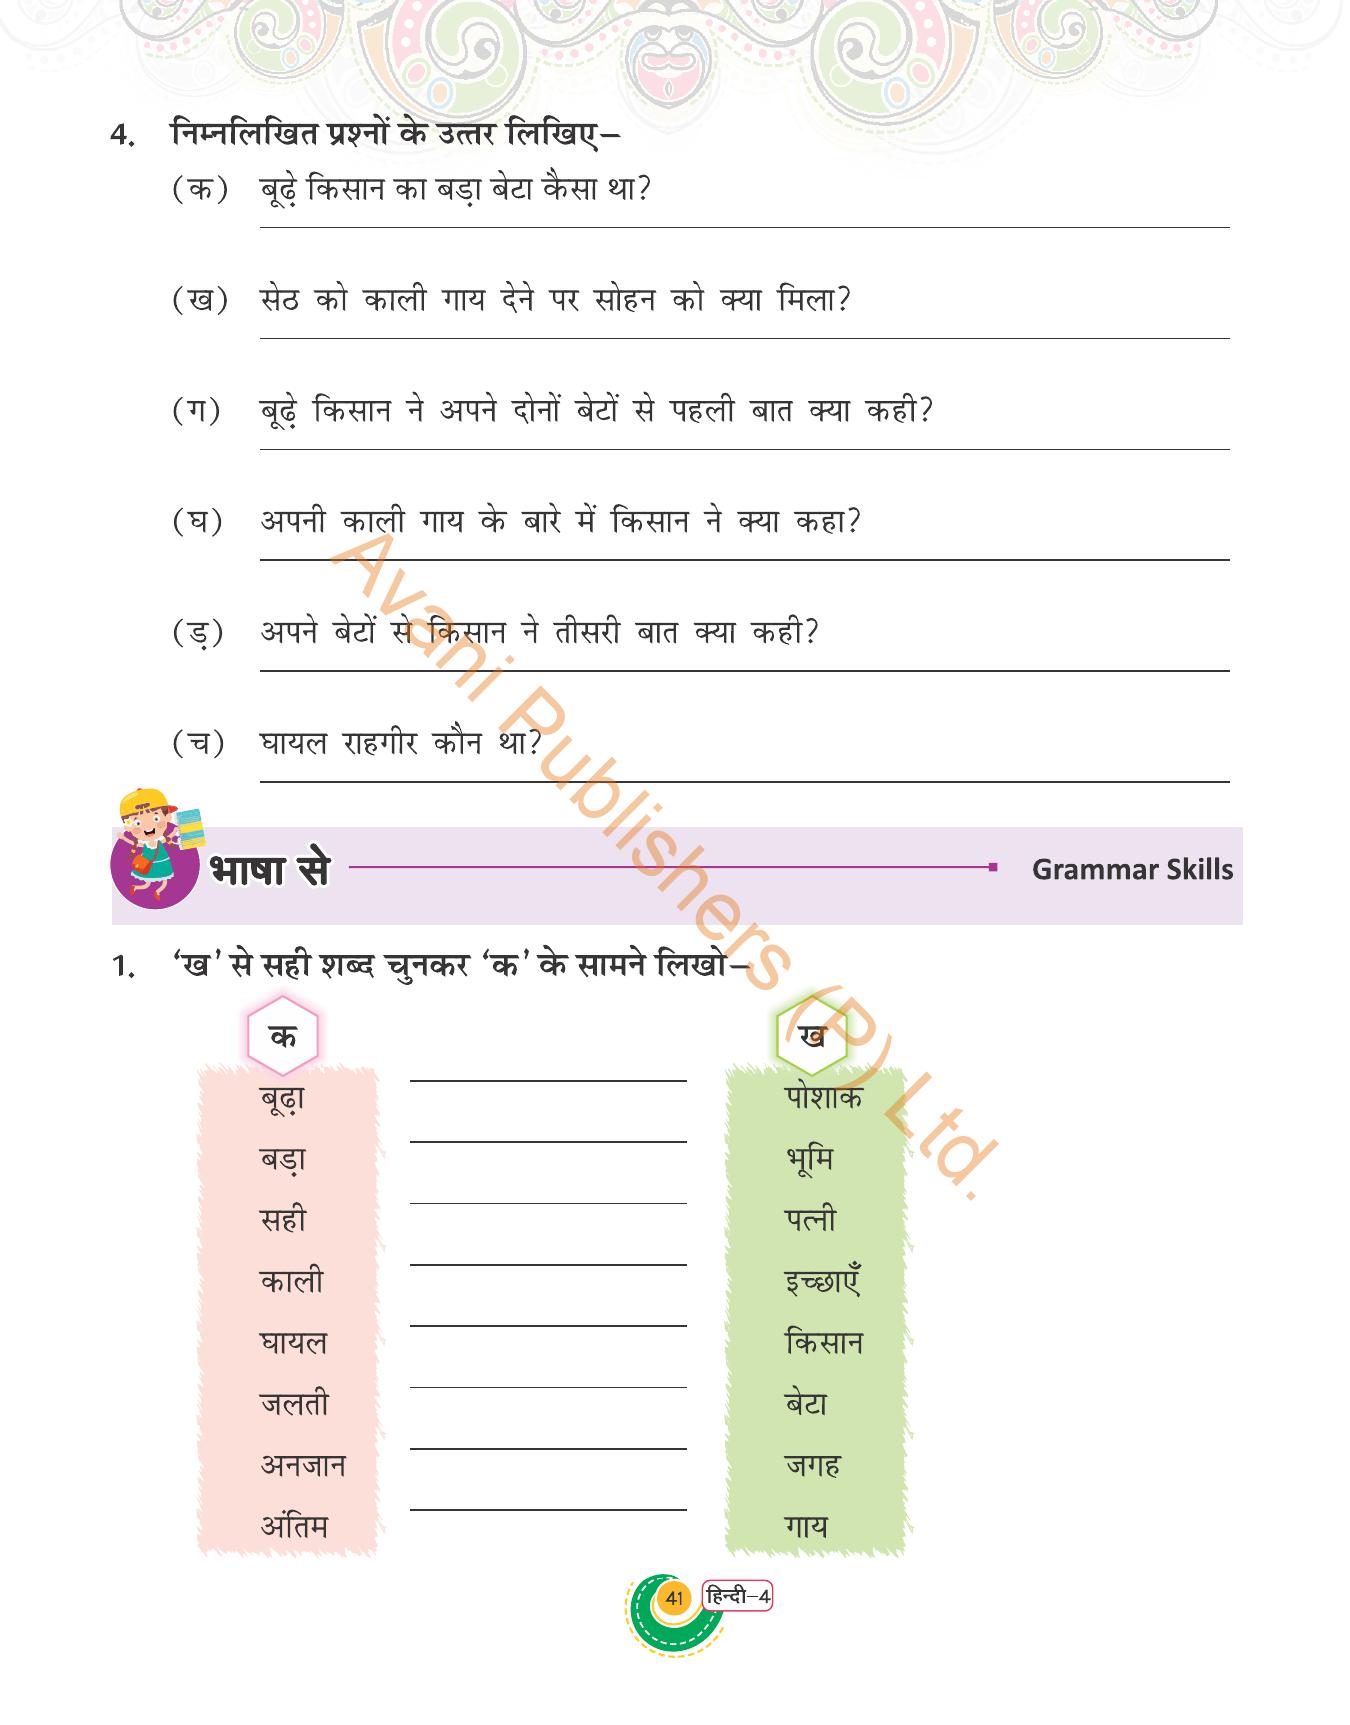 4. निम्नलिखित प्रश्नों के उत्तर लिखिए–
(क) बूढ़े किसान का बड़ा बेटा कैसा था?
(ख) सेठ को काली गाय देने पर सोहन को क्या मिला?
(ग) बूढ़े किसान ने अपने दोनों बेटों से पहली बात क्या कही?
(घ) अपनी काली गाय के बारे में किसान ने क्या कहा?
(ड़) अपने बेटों से किसान ने तीसरी बात क्या कही?
(च) घायल राहगीर कौन था?
Avani Publishers (P) Ltd.
भाषा से Grammar Skills
1. ‘ख’ से सही शब्द चुनकर ‘क’ के सामने लिखो–
क ख
बूढ़ा पोशाक
बड़ा भूमि
सही पत्नी
काली इच्छाएँ
घायल किसान
जलती बेटा
अनजान जगह
अंतिम गाय
41 हिन्दी–4